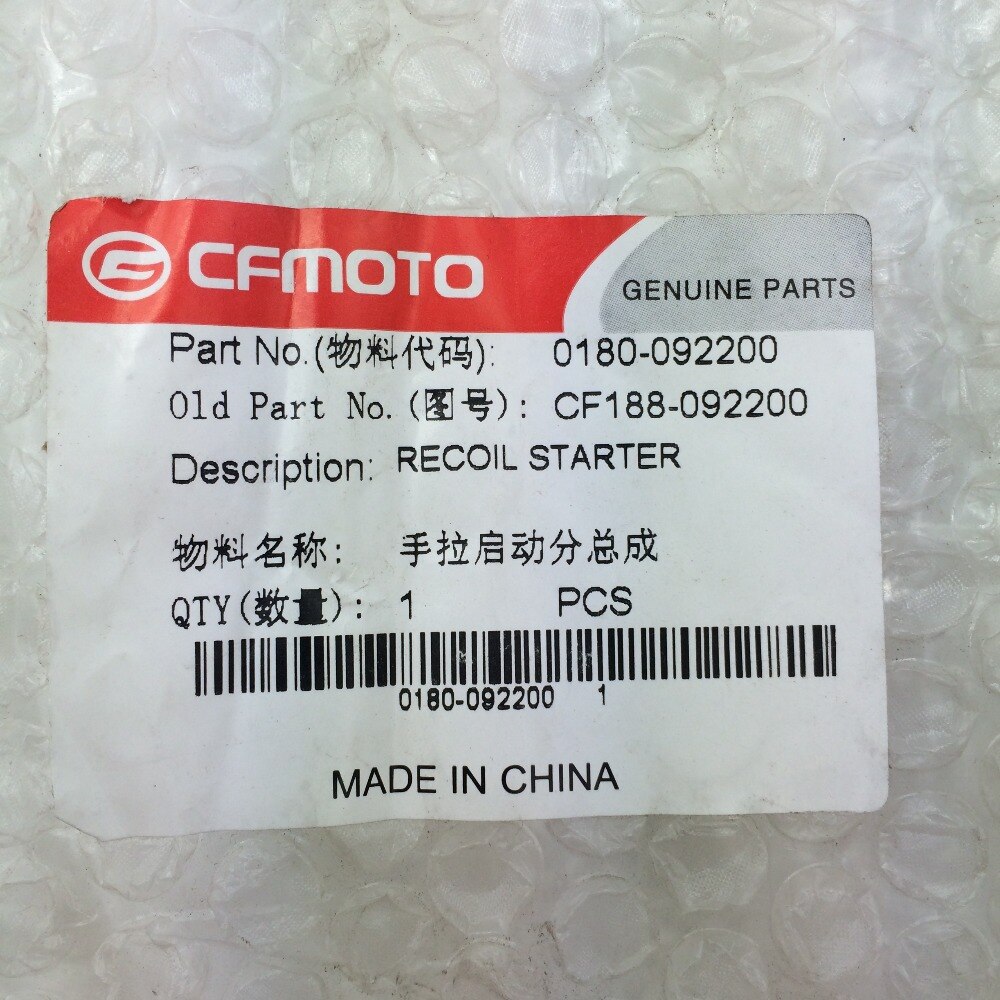 CFMOTO
GENUINE PARTS
Part No.(物料代码): 0180-092200
Old Part No.(图号): CF188-092200
Description: RECOIL STARTER
物料名称: 手拉启动分总成
QTY(数量): 1 PCS
0180-092200 1
MADE IN CHINA